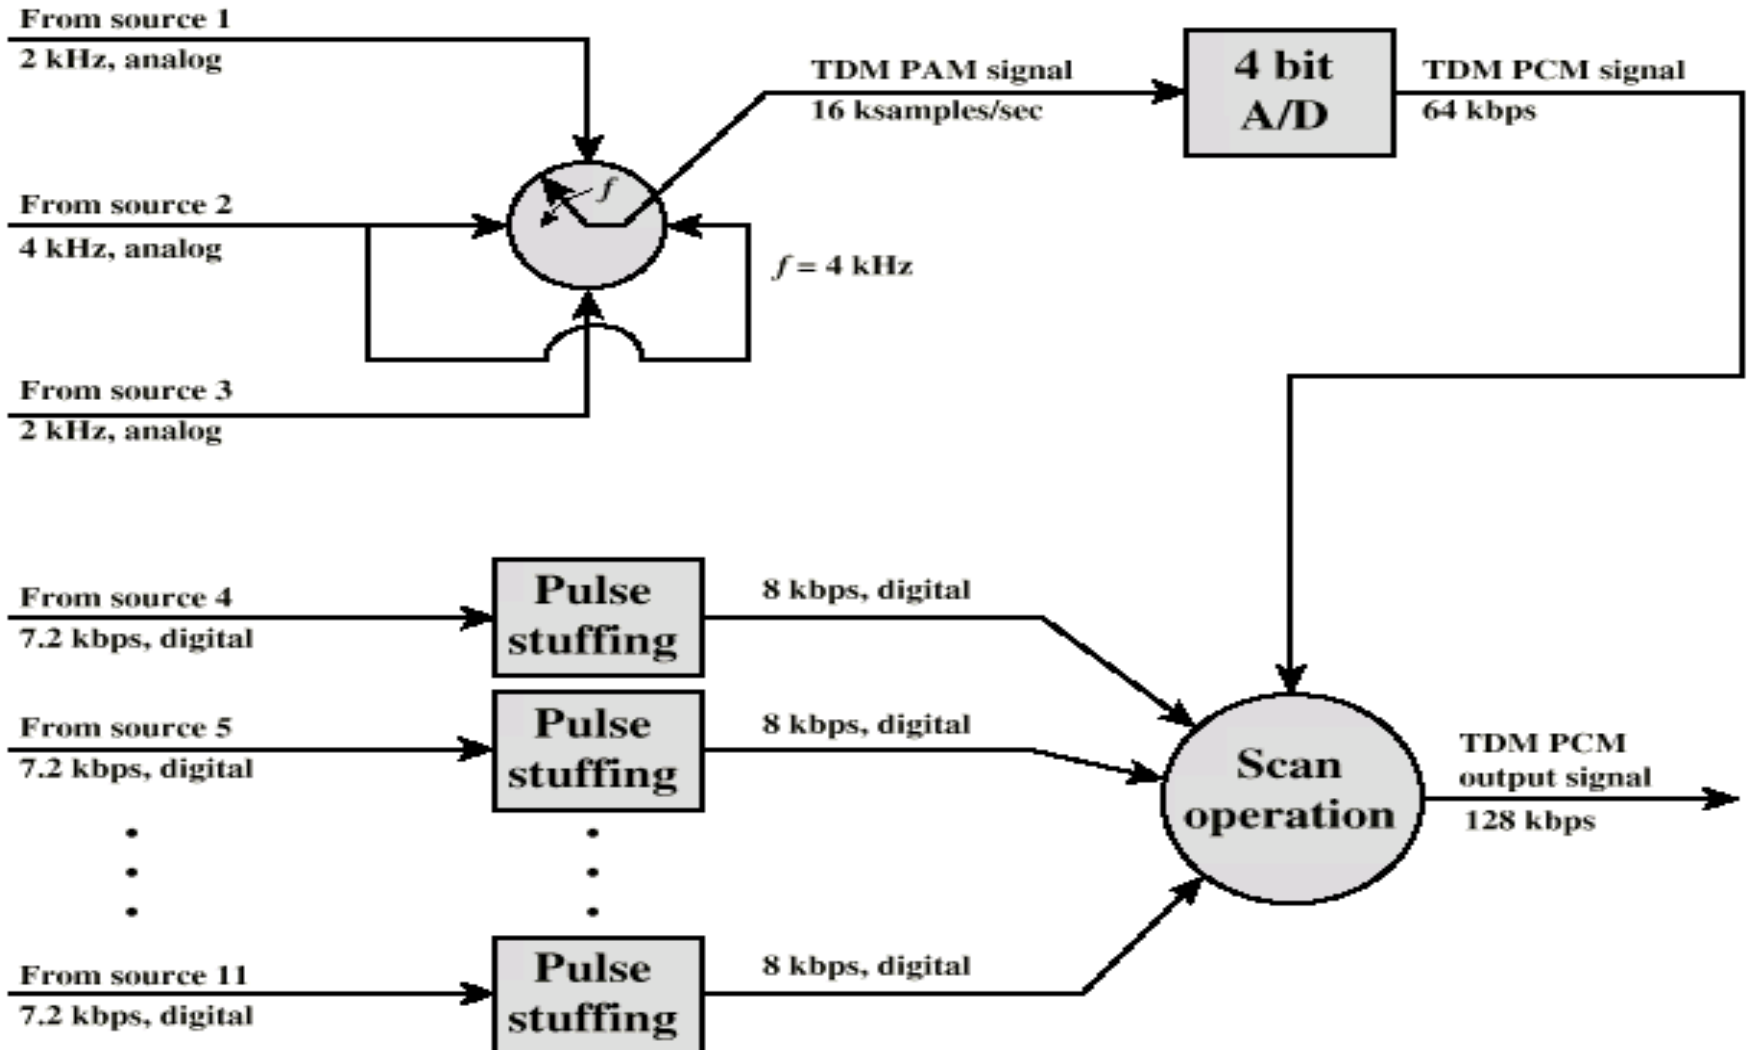 From source 1
2 kHz, analog
TDM PAM signal
16 ksamples/sec
4 bit
A/D
TDM PCM signal
64 kbps
f
From source 2
4 kHz, analog
f = 4 kHz
From source 3
2 kHz, analog
From source 4
7.2 kbps, digital
Pulse
stuffing
8 kbps, digital
From source 5
7.2 kbps, digital
Pulse
stuffing
8 kbps, digital
Scan
operation
TDM PCM
output signal
128 kbps
From source 11
7.2 kbps, digital
Pulse
stuffing
8 kbps, digital